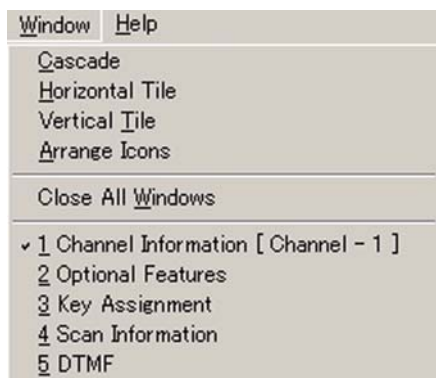 Window Help
Cascade
Horizontal Tile
Vertical Tile
Arrange Icons
Close All Windows
✓ 1 Channel Information [ Channel - 1 ]
2 Optional Features
3 Key Assignment
4 Scan Information
5 DTMF